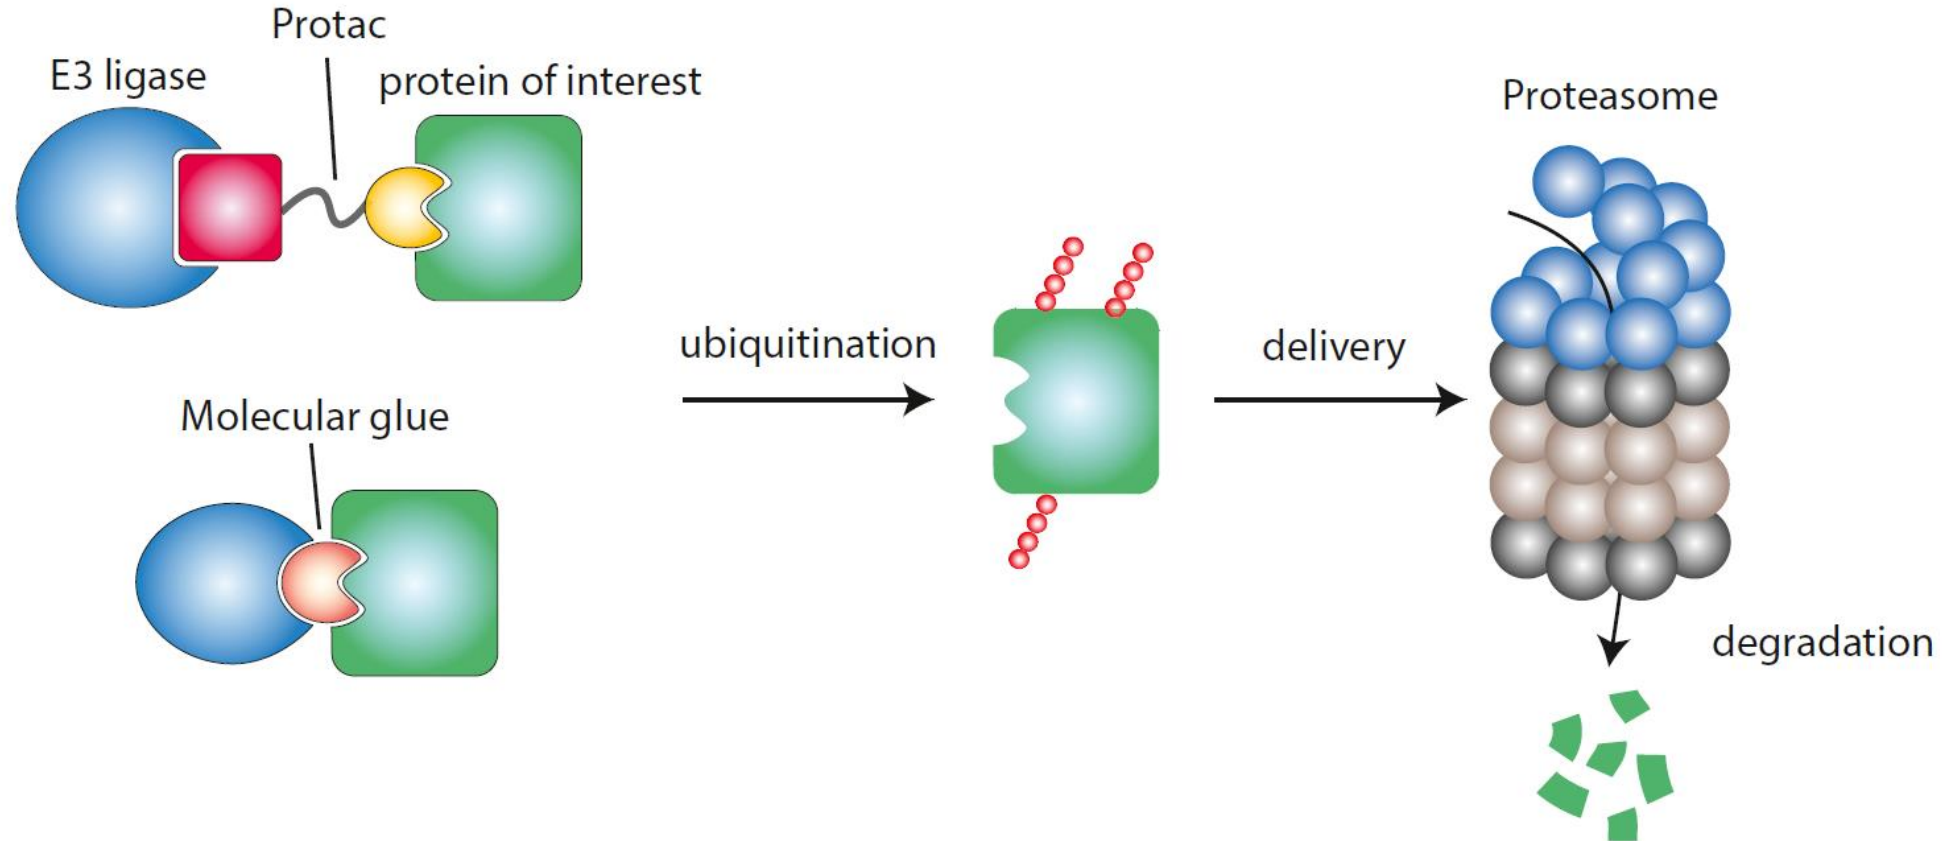 Protac
E3 ligase
protein of interest
Proteasome
ubiquitination
delivery
Molecular glue
degradation